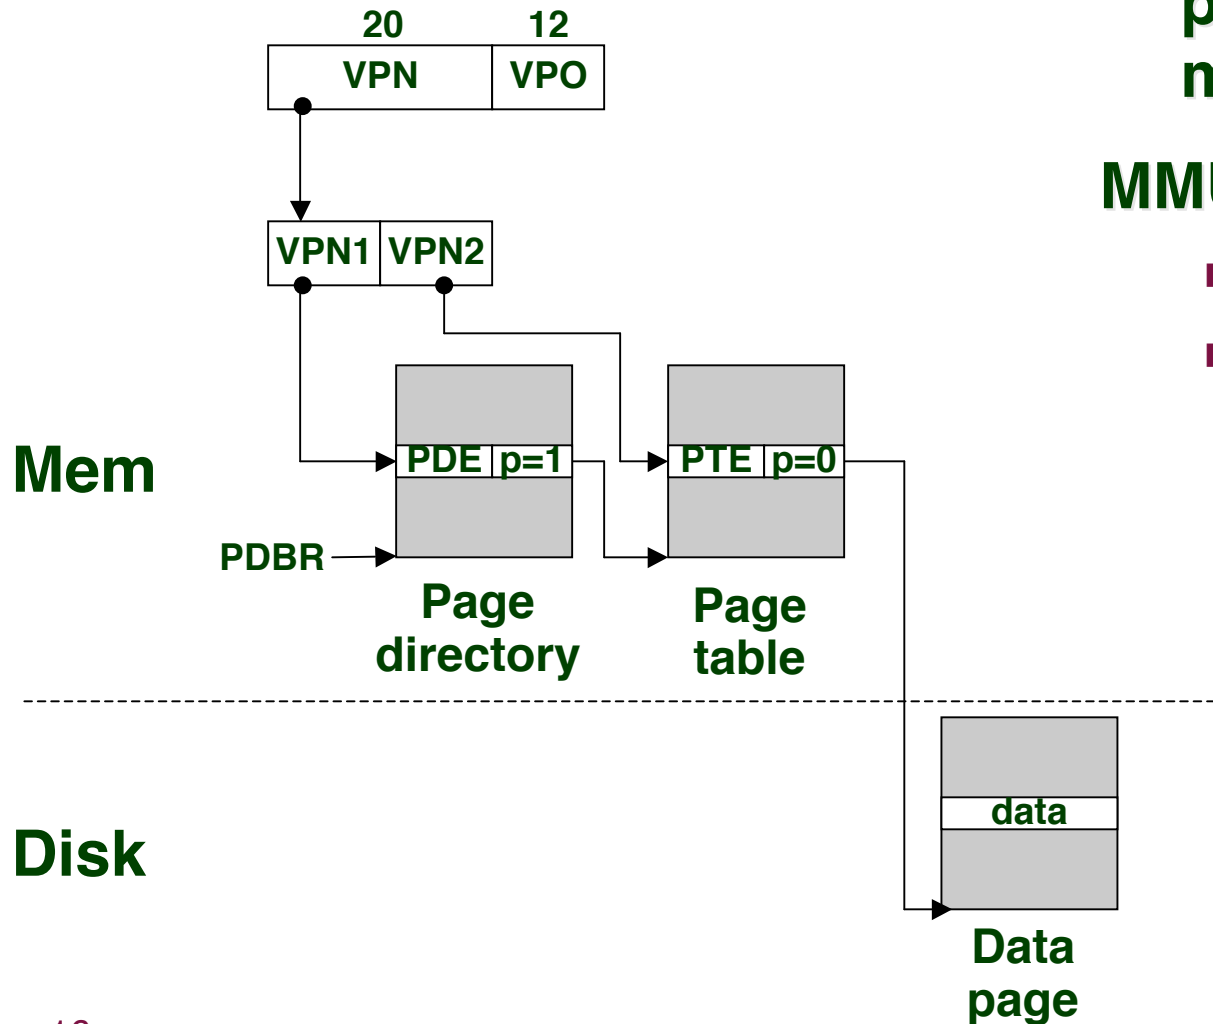 20 12
VPN VPO
VPN1 VPN2
Mem
PDE p=1
PTE p=0
PDBR
Page
directory
Page
table
Disk
data
Data
page